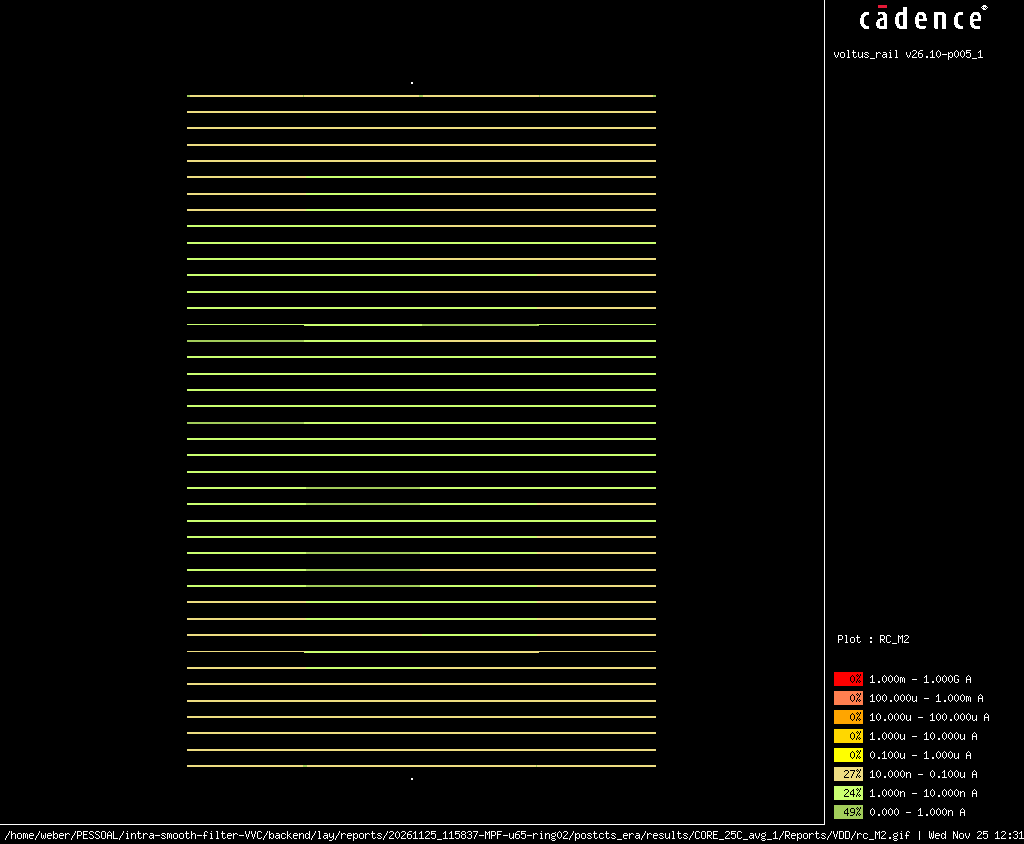 cādence®
voltus_rail v26.10-p005_1
Plot : RC_M2
0% 1.000m - 1.000G A
0% 100.000u - 1.000m A
0% 10.000u - 100.000u A
0% 1.000u - 10.000u A
0% 0.100u - 1.000u A
27% 10.000n - 0.100u A
24% 1.000n - 10.000n A
49% 0.000 - 1.000n A
/home/weber/PESSOAL/intra-smooth-filter-VVC/backend/lay/reports/20261125_115837-MPF-u65-ring02/postcts_era/results/CORE_25C_avg_1/Reports/VDD/rc_M2.gif | Wed Nov 25 12:31